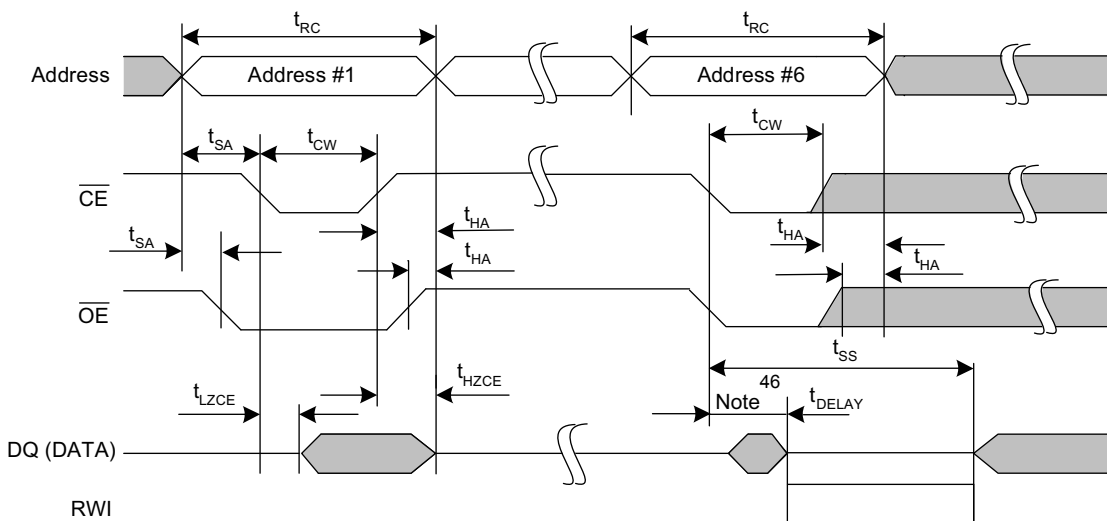 tRC
tRC
Address
Address #1
Address #6
tSA
tCW
tCW
CE
tSA
tHA
tHA
tHA
tHA
OE
tSS
tLZCE
tHZCE
46
Note
tDELAY
DQ (DATA)
RWI